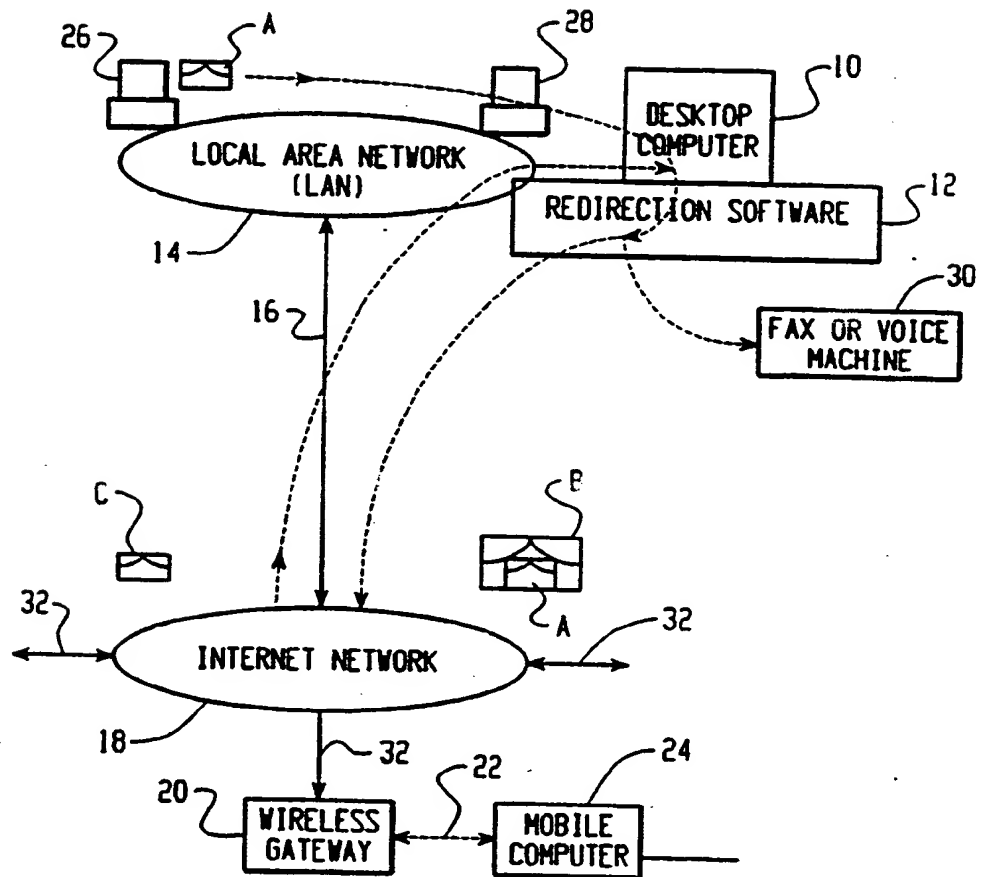 26
A
28
10
DESKTOP
COMPUTER
LOCAL AREA NETWORK
(LAN)
12
REDIRECTION SOFTWARE
14
30
16
FAX OR VOICE
MACHINE
C
B
A
32
32
INTERNET NETWORK
18
32
24
20
22
WIRELESS
GATEWAY
MOBILE
COMPUTER